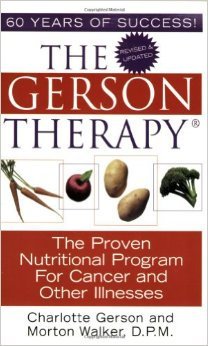 60 YEARS OF SUCCESS!
THE
REVISED &
UPDATED
GERSON
THERAPY®
The Proven
Nutritional Program
For Cancer and
Other Illnesses
Charlotte Gerson and
Morton Walker, D.P.M.